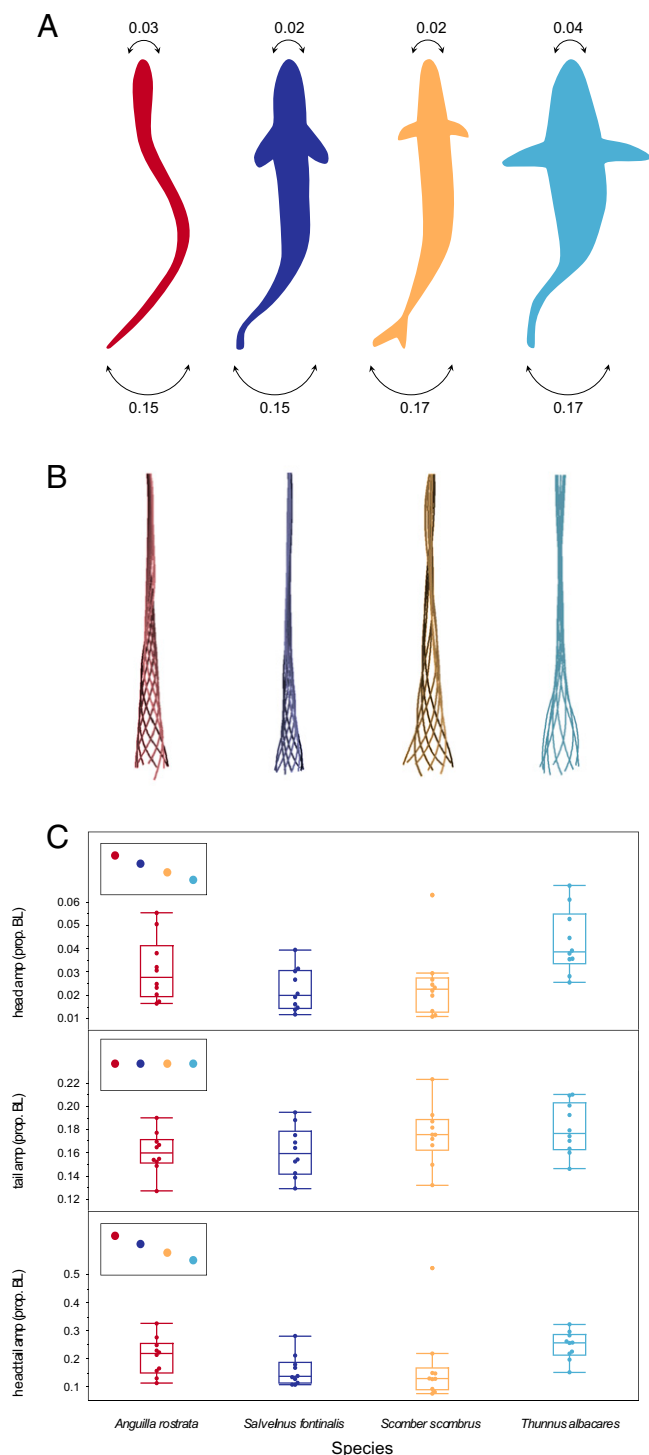 A
0.03 0.02 0.02 0.04
0.15 0.15 0.17 0.17
B
C
head amp (prop. BL)
0.06
0.05
0.04
0.03
0.02
0.01
tail amp (prop. BL)
0.22
0.20
0.18
0.16
0.14
0.12
head:tail amp (prop. BL)
0.5
0.4
0.3
0.2
0.1
Anguilla rostrata Salvelinus fontinalis Scomber scombrus Thunnus albacares
Species